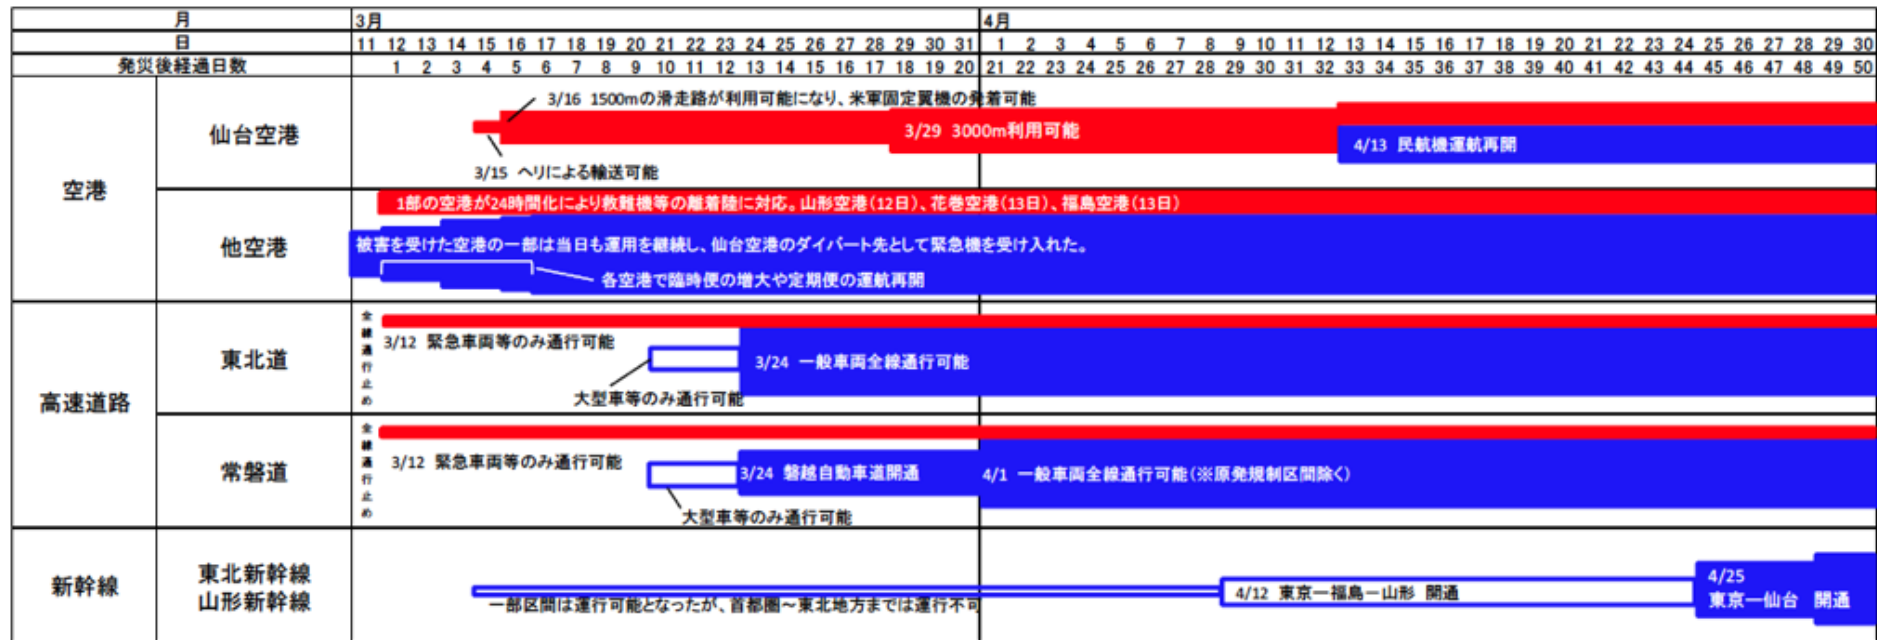 月 3月 4月
日 11 12 13 14 15 16 17 18 19 20 21 22 23 24 25 26 27 28 29 30 31 1 2 3 4 5 6 7 8 9 10 11 12 13 14 15 16 17 18 19 20 21 22 23 24 25 26 27 28 29 30
発災後経過日数 1 2 3 4 5 6 7 8 9 10 11 12 13 14 15 16 17 18 19 20 21 22 23 24 25 26 27 28 29 30 31 32 33 34 35 36 37 38 39 40 41 42 43 44 45 46 47 48 49 50
空港
仙台空港
3/16 1500mの滑走路が利用可能になり、米軍固定翼機の発着可能
3/29 3000m利用可能
4/13 民航機運航再開
3/15 ヘリによる輸送可能
他空港
1部の空港が24時間化により救難機等の離着陸に対応。山形空港(12日)、花巻空港(13日)、福島空港(13日)
被害を受けた空港の一部は当日も運用を継続し、仙台空港のダイバート先として緊急機を受け入れた。
各空港で臨時便の増大や定期便の運航再開
高速道路
東北道
全線通行止め
3/12 緊急車両等のみ通行可能
3/24 一般車両全線通行可能
大型車等のみ通行可能
常磐道
全線通行止め
3/12 緊急車両等のみ通行可能
3/24 磐越自動車道開通
4/1 一般車両全線通行可能(※原発規制区間除く)
大型車等のみ通行可能
新幹線
東北新幹線
山形新幹線
一部区間は運行可能となったが、首都圏～東北地方までは運行不可
4/12 東京－福島－山形 開通
4/25
東京－仙台 開通